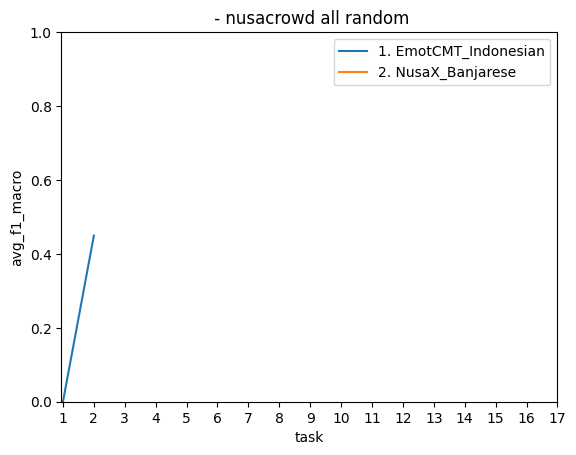 - nusacrowd all random
1. EmotCMT_Indonesian
2. NusaX_Banjarese
avg_f1_macro
1.0
0.8
0.6
0.4
0.2
0.0
1 2 3 4 5 6 7 8 9 10 11 12 13 14 15 16 17
task